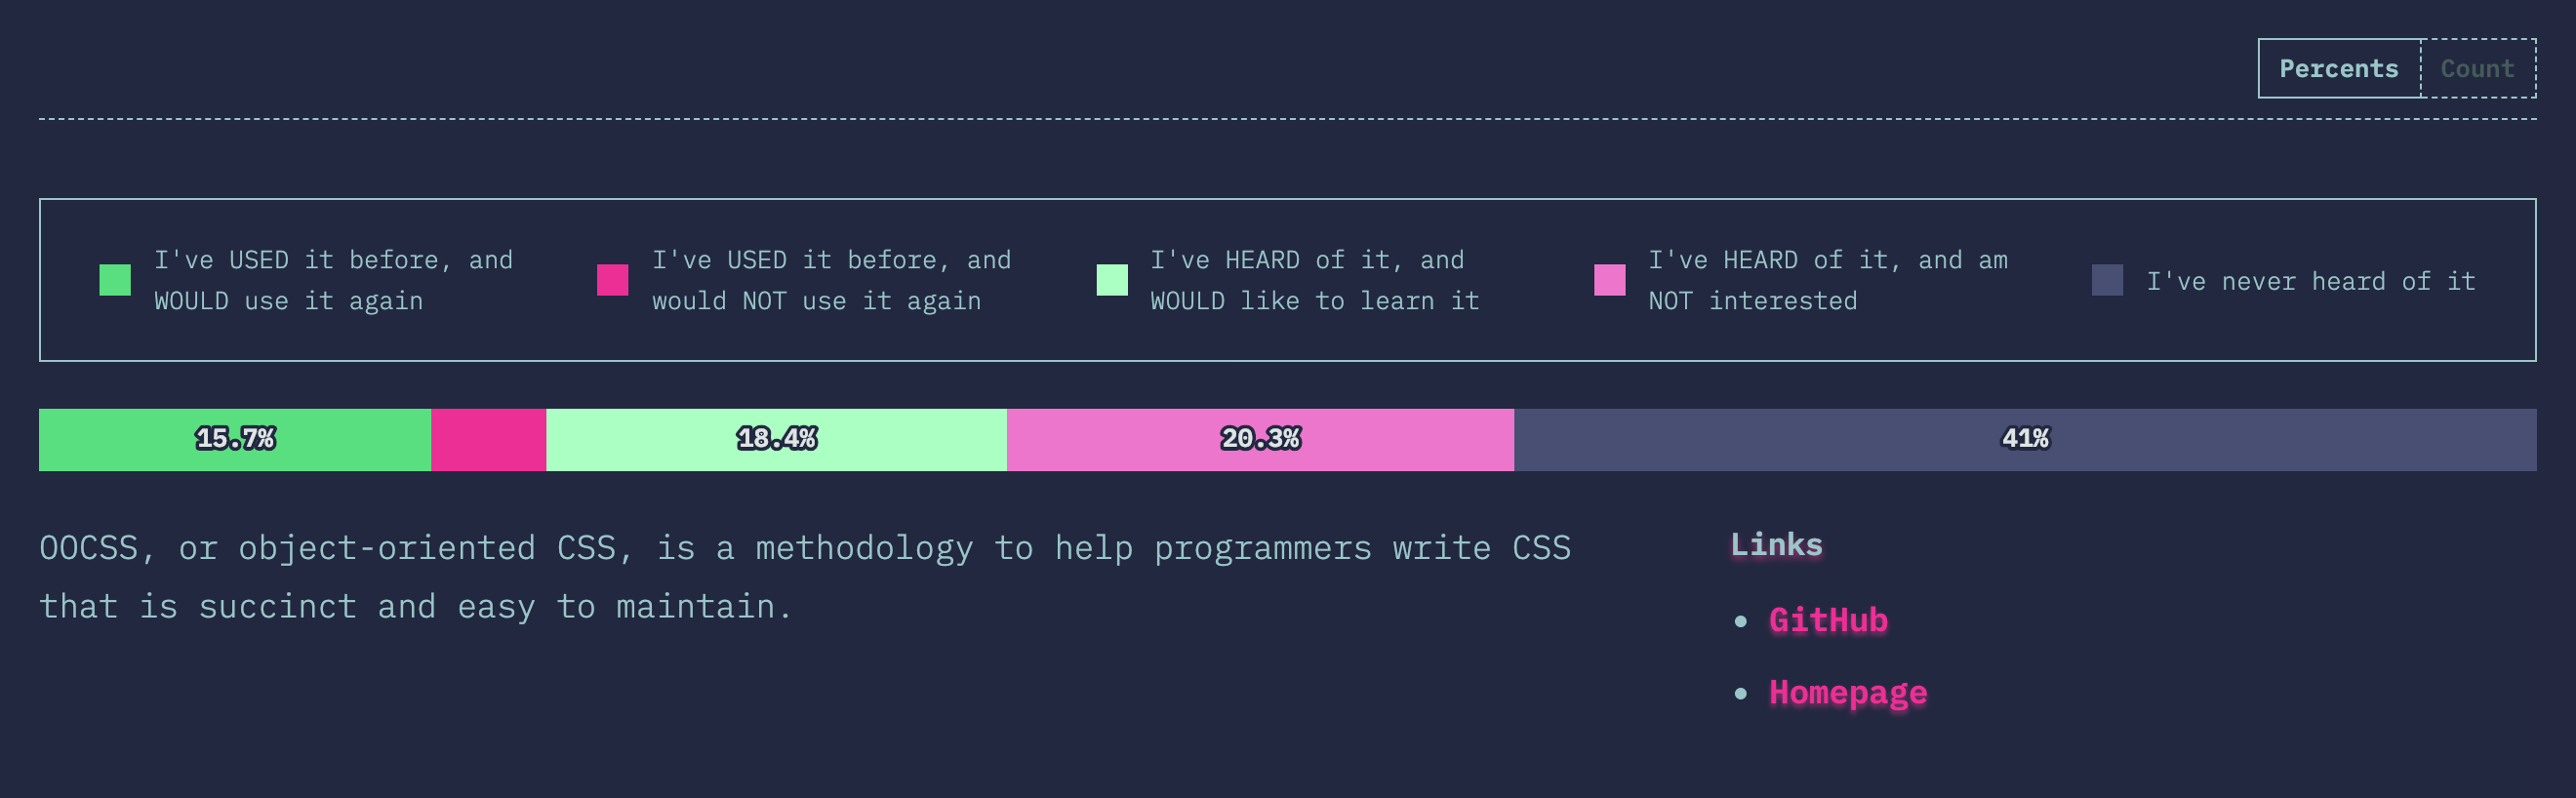 Percents Count
I've USED it before, and
WOULD use it again
I've USED it before, and
would NOT use it again
I've HEARD of it, and
WOULD like to learn it
I've HEARD of it, and am
NOT interested
I've never heard of it
15.7% 18.4% 20.3% 41%
OOCSS, or object-oriented CSS, is a methodology to help programmers write CSS
that is succinct and easy to maintain.
Links
GitHub
Homepage